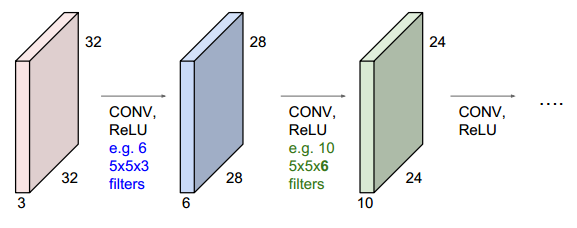 32
32
3
CONV,
ReLU
e.g. 6
5x5x3
filters
28
28
6
CONV,
ReLU
e.g. 10
5x5x6
filters
24
24
10
CONV,
ReLU
....